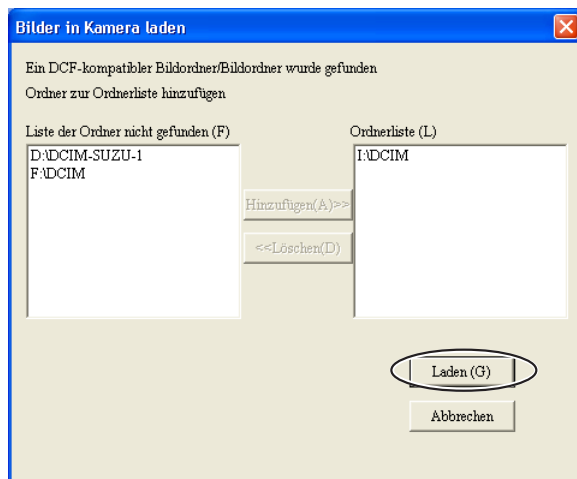 Bilder in Kamera laden
Ein DCF-kompatibler Bildordner/Bildordner wurde gefunden
Ordner zur Ordnerliste hinzufügen
Liste der Ordner nicht gefunden (F)
D:\DCIM-SUZU-1
F:\DCIM
Hinzufügen(A)>>
<<Löschen(D)
Ordnerliste (L)
I:\DCIM
Laden (G)
Abbrechen